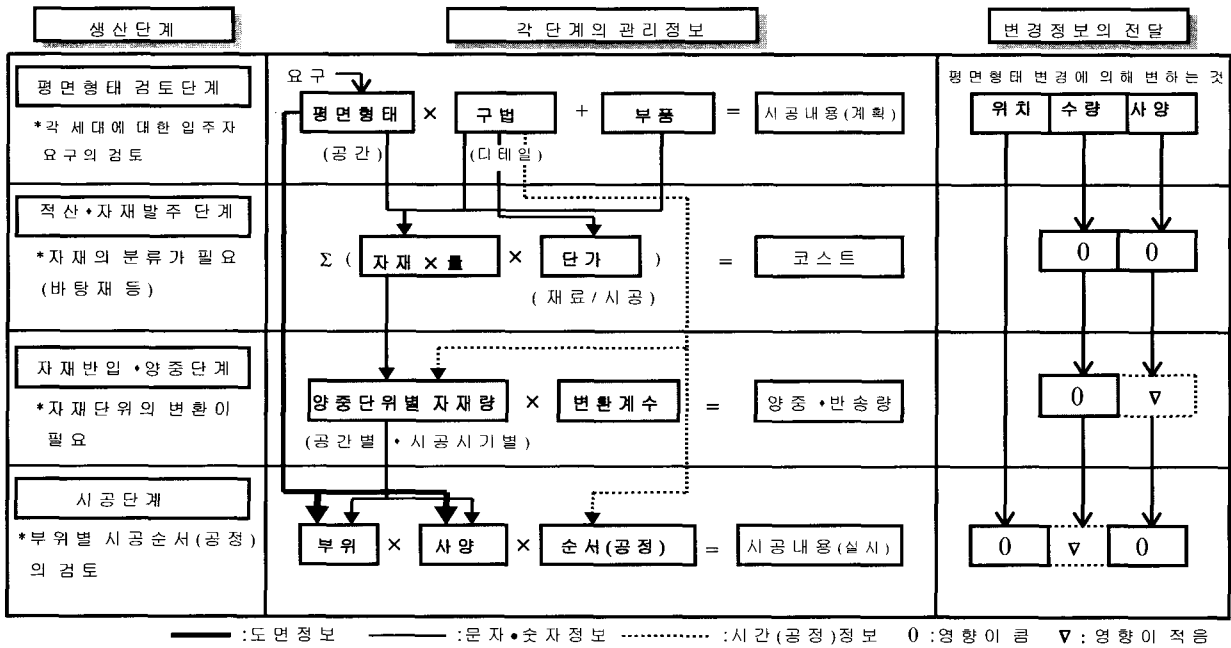 생산단계
각 단계의 관리정보
변경정보의 전달
평면형태 검토단계
*각 세대에 대한 입주자
요구의 검토
요구
평면형태 × 구법 + 부품 = 시공내용(계획)
(공간) (디테일)
평면형태 변경에 의해 변하는 것
위치 수량 사양
적산•자재발주 단계
*자재의 분류가 필요
(바탕재 등)
Σ ( 자재 × 량 × 단가 ) = 코스트
(재료/시공)
0 0
자재반입•양중단계
*자재단위의 변환이
필요
양중단위별 자재량 × 변환계수 = 양중•반송량
(공간별 • 시공시기별)
0 ∇
시공단계
*부위별 시공순서(공정)
의 검토
부위 × 사양 × 순서(공정) = 시공내용(실시)
0 ∇ 0
:도면정보 :문자•숫자정보 :시간(공정)정보 0 :영향이 큼 ∇ : 영향이 적음